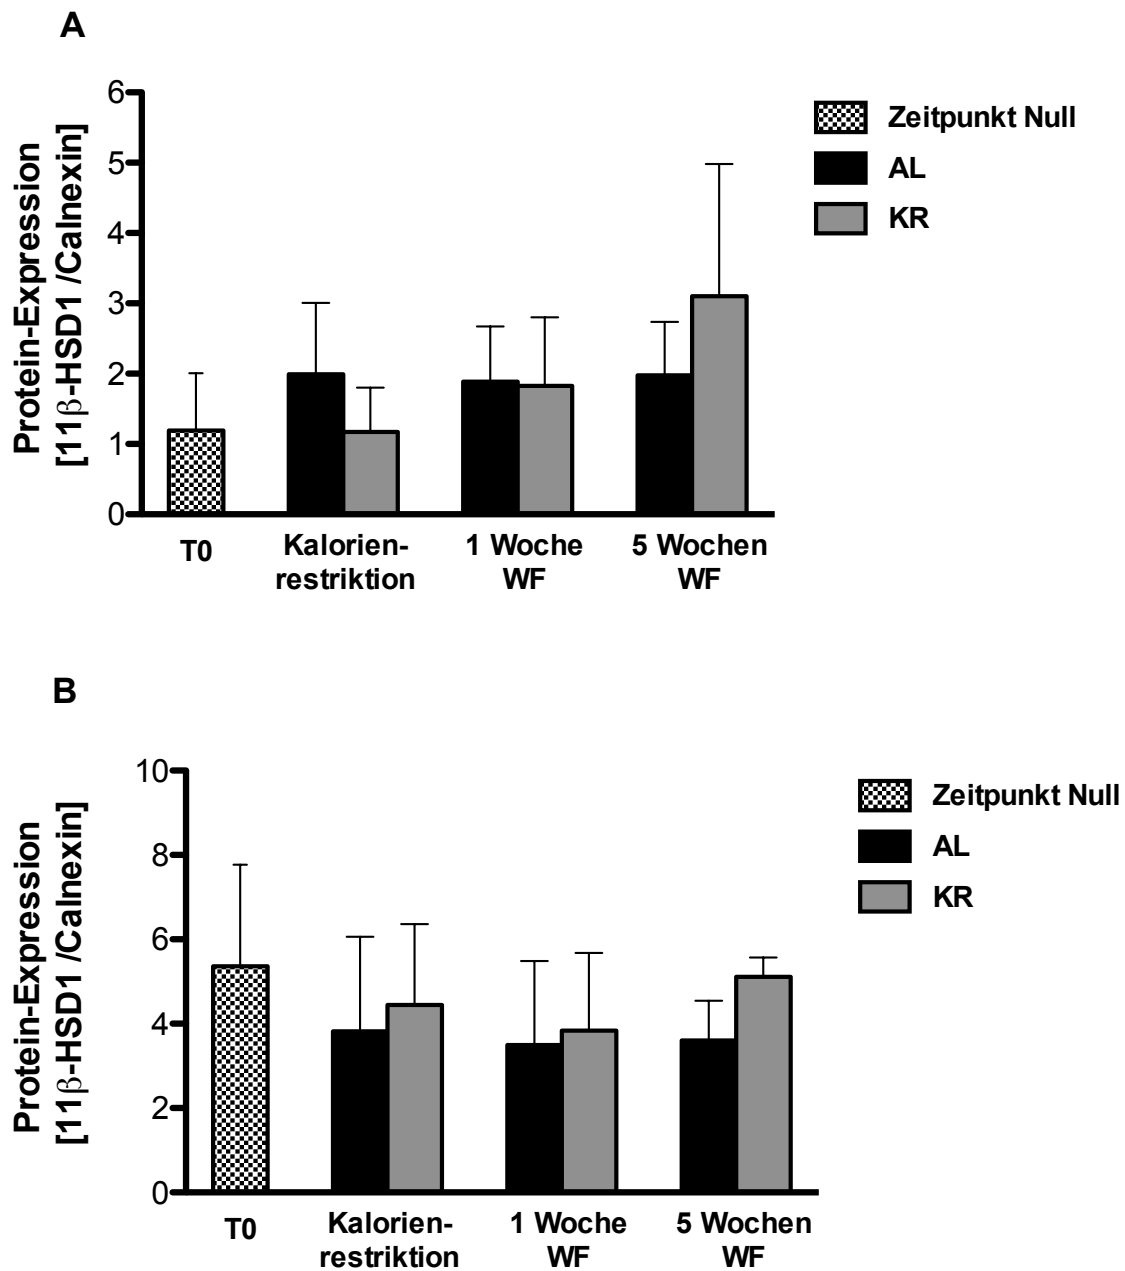 A
Protein-Expression
[11β-HSD1 /Calnexin]
6
5
4
3
2
1
0
T0
Kalorien-
restriktion
1 Woche
WF
5 Wochen
WF
Zeitpunkt Null
AL
KR
B
Protein-Expression
[11β-HSD1 /Calnexin]
10
8
6
4
2
0
T0
Kalorien-
restriktion
1 Woche
WF
5 Wochen
WF
Zeitpunkt Null
AL
KR